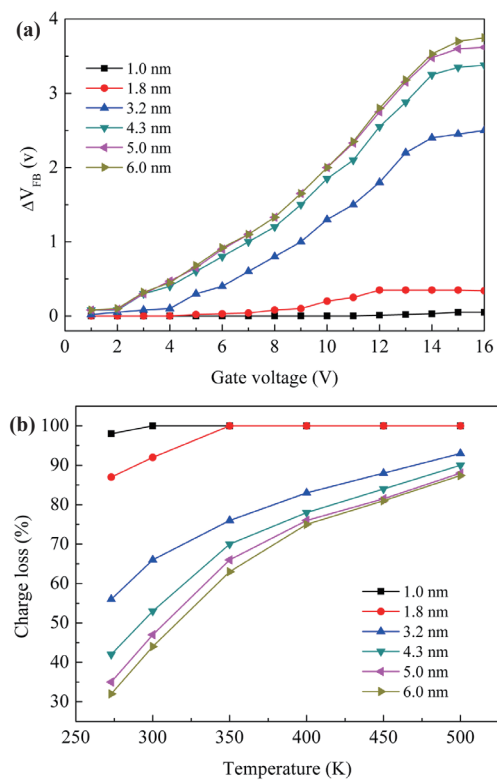 (a)
4
3
2
1
0
ΔV_FB (v)
1.0 nm
1.8 nm
3.2 nm
4.3 nm
5.0 nm
6.0 nm
0 2 4 6 8 10 12 14 16
Gate voltage (V)
(b)
100
90
80
70
60
50
40
30
Charge loss (%)
1.0 nm
1.8 nm
3.2 nm
4.3 nm
5.0 nm
6.0 nm
250 300 350 400 450 500
Temperature (K)